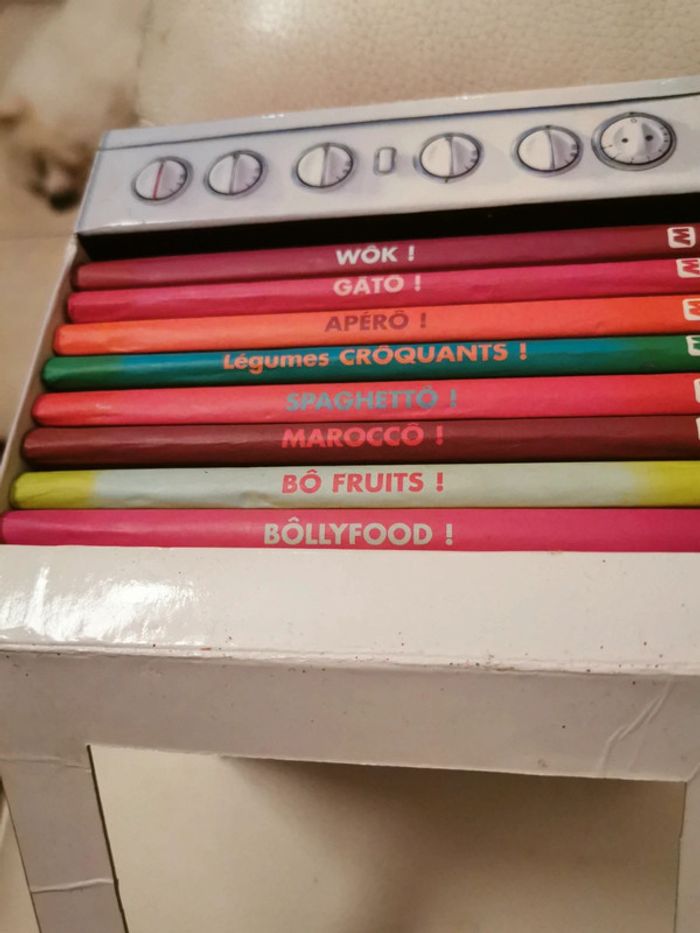 WÔK !
GÂTO !
APÉRÔ !
Légumes CRÔQUANTS !
SPAGHETTÔ !
MAROCCÔ !
BÔ FRUITS !
BÔLLYFOOD !